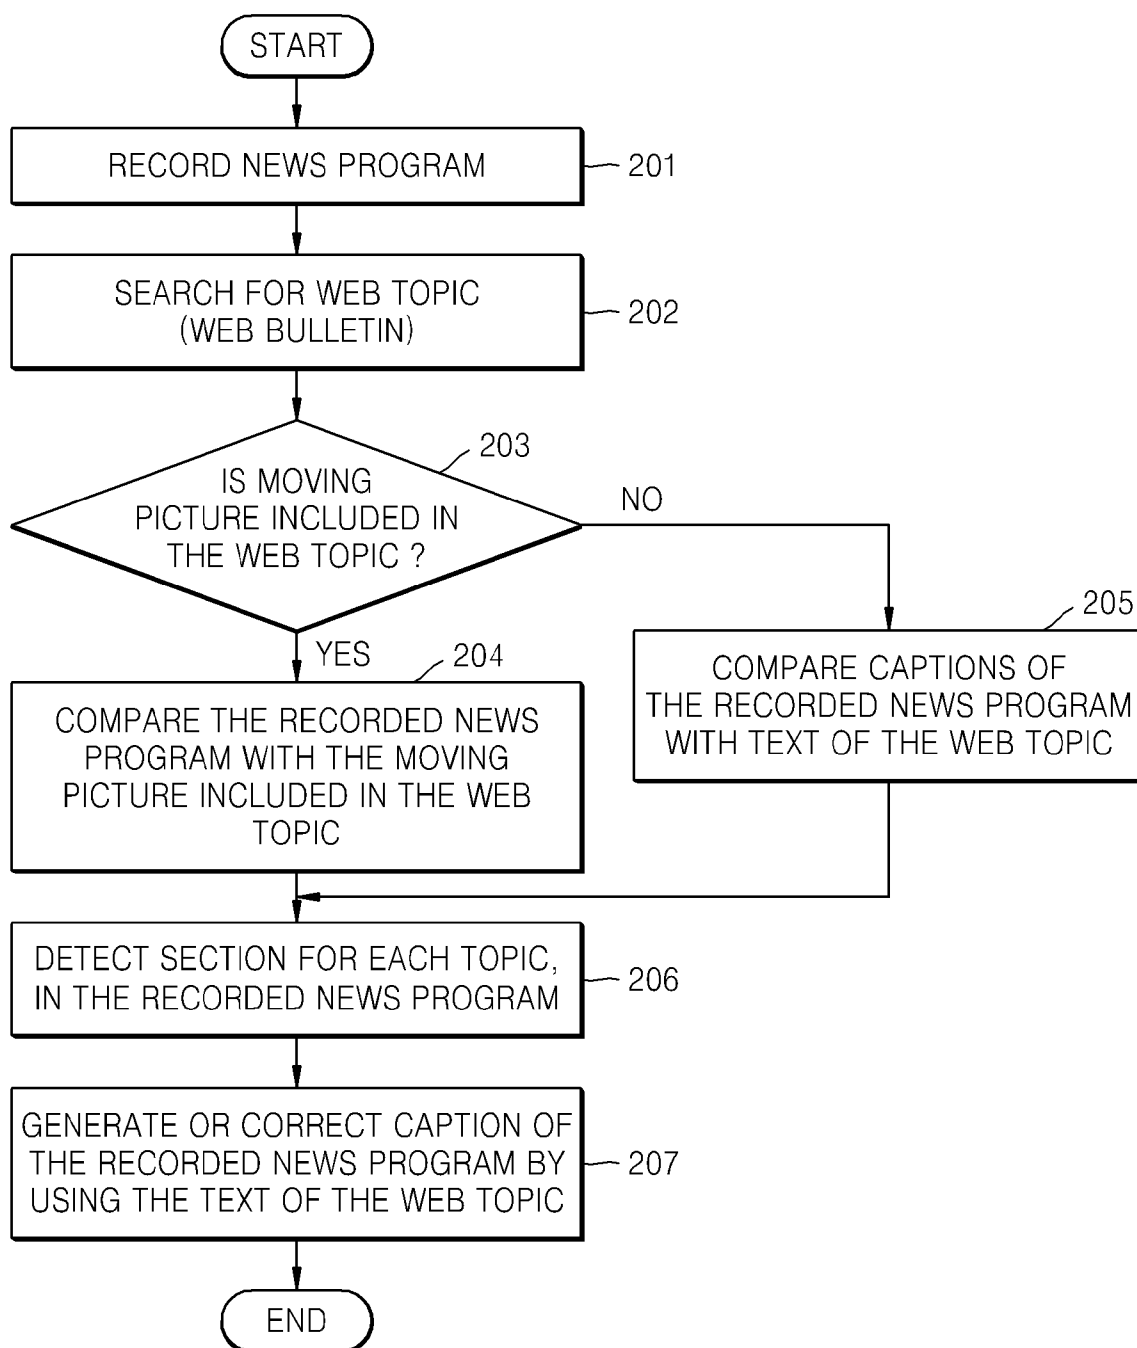 START
RECORD NEWS PROGRAM
201
SEARCH FOR WEB TOPIC
(WEB BULLETIN)
202
203
IS MOVING
PICTURE INCLUDED IN
THE WEB TOPIC ?
NO
YES
204
COMPARE THE RECORDED NEWS
PROGRAM WITH THE MOVING
PICTURE INCLUDED IN THE WEB
TOPIC
205
COMPARE CAPTIONS OF
THE RECORDED NEWS PROGRAM
WITH TEXT OF THE WEB TOPIC
DETECT SECTION FOR EACH TOPIC,
IN THE RECORDED NEWS PROGRAM
206
GENERATE OR CORRECT CAPTION OF
THE RECORDED NEWS PROGRAM BY
USING THE TEXT OF THE WEB TOPIC
207
END